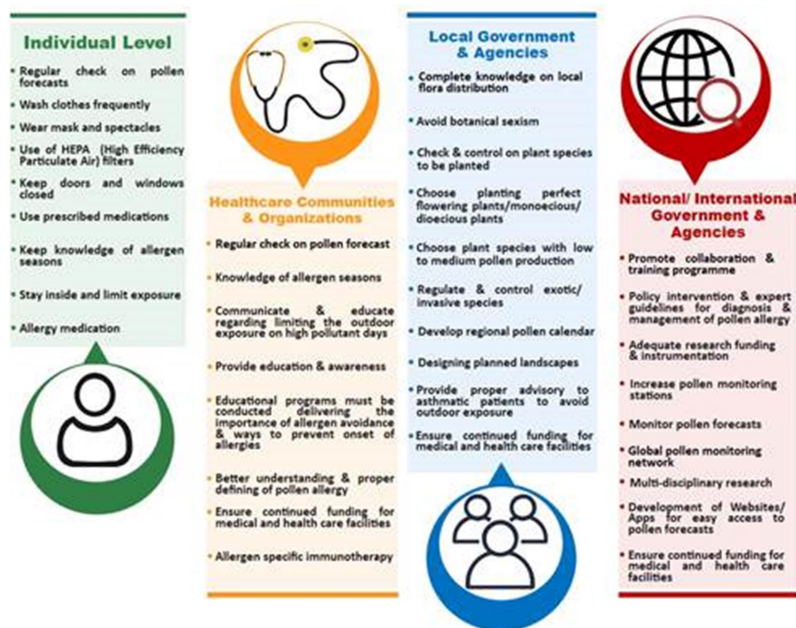 Individual Level
Regular check on pollen
forecasts
Wash clothes frequently
Wear mask and spectacles
Use of HEPA (High Efficiency
Particulate Air) filters
Keep doors and windows
closed
Use prescribed medications
Keep knowledge of allergen
seasons
Stay inside and limit exposure
Allergy medication
Healthcare Communities
& Organizations
Regular check on pollen forecast
Knowledge of allergen seasons
Communicate & educate
regarding limiting the outdoor
exposure on high pollutant days
Provide education & awareness
Educational programs must be
conducted delivering the
importance of allergen avoidance
& ways to prevent onset of
allergies
Better understanding & proper
defining of pollen allergy
Ensure continued funding for
medical and health care facilities
Allergen specific immunotherapy
Local Government
& Agencies
Complete knowledge on local
flora distribution
Avoid botanical sexism
Check & control on plant species
to be planted
Choose planting perfect
flowering plants/monoecious/
dioecious plants
Choose plant species with low
to medium pollen production
Regulate & control exotic/
invasive species
Develop regional pollen calendar
Designing planned landscapes
Provide proper advisory to
asthmatic patients to avoid
outdoor exposure
Ensure continued funding for
medical and health care facilities
National/ International
Government &
Agencies
Promote collaboration &
training programme
Policy intervention & expert
guidelines for diagnosis &
management of pollen allergy
Adequate research funding
& instrumentation
Increase pollen monitoring
stations
Monitor pollen forecasts
Global pollen monitoring
network
Multi-disciplinary research
Development of Websites/
Apps for easy access to
pollen forecasts
Ensure continued funding for
medical and health care
facilities